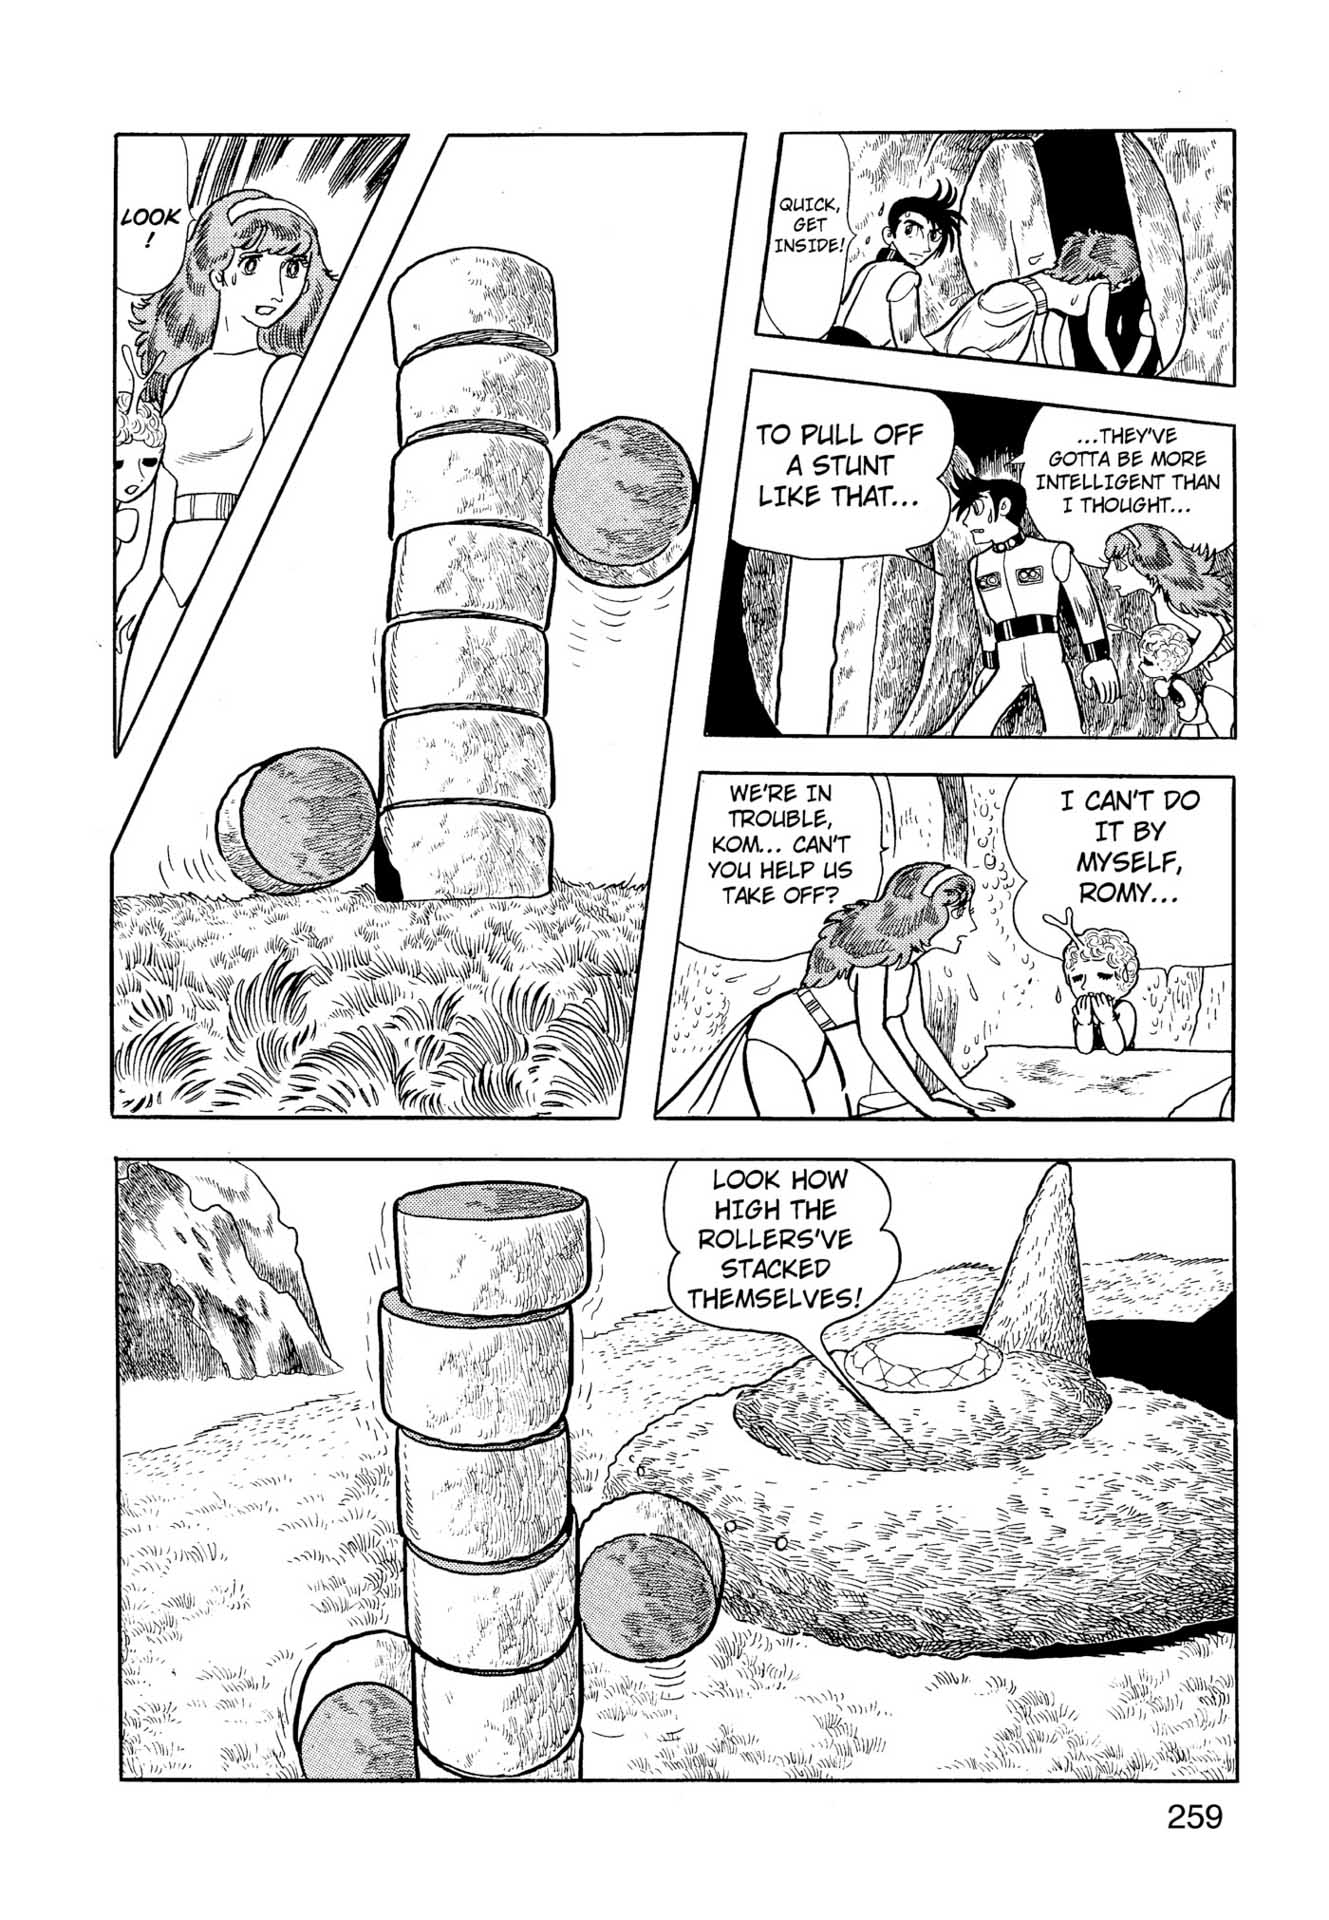 LOOK
!
QUICK,
GET
INSIDE!
TO PULL OFF
A STUNT
LIKE THAT...
...THEY'VE
GOTTA BE MORE
INTELLIGENT THAN
I THOUGHT...
WE'RE IN
TROUBLE,
KOM... CAN'T
YOU HELP US
TAKE OFF?
I CAN'T DO
IT BY
MYSELF,
ROMY...
LOOK HOW
HIGH THE
ROLLERS'VE
STACKED
THEMSELVES!
259